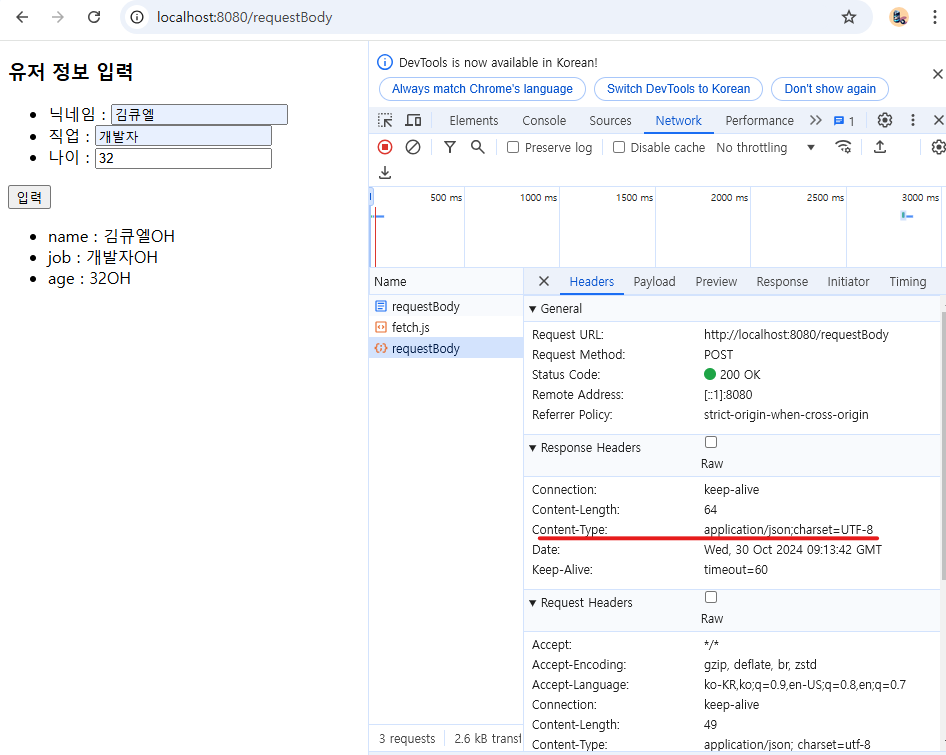 localhost:8080/requestBody
유저 정보 입력
닉네임 : 김큐엘
직업 : 개발자
나이 : 32
입력
name : 김큐엘OH
job : 개발자OH
age : 32OH
DevTools is now available in Korean!
Always match Chrome's language Switch DevTools to Korean Don't show again
Elements Console Sources Network Performance 1
Preserve log Disable cache No throttling
500 ms 1000 ms 1500 ms 2000 ms 2500 ms 3000 ms
Name
requestBody
fetch.js
requestBody
3 requests 2.6 kB transf
Headers Payload Preview Response Initiator Timing
General
Request URL: http://localhost:8080/requestBody
Request Method: POST
Status Code: 200 OK
Remote Address: [::1]:8080
Referrer Policy: strict-origin-when-cross-origin
Response Headers Raw
Connection: keep-alive
Content-Length: 64
Content-Type: application/json;charset=UTF-8
Date: Wed, 30 Oct 2024 09:13:42 GMT
Keep-Alive: timeout=60
Request Headers Raw
Accept: */*
Accept-Encoding: gzip, deflate, br, zstd
Accept-Language: ko-KR,ko;q=0.9,en-US;q=0.8,en;q=0.7
Connection: keep-alive
Content-Length: 49
Content-Type: application/json; charset=utf-8